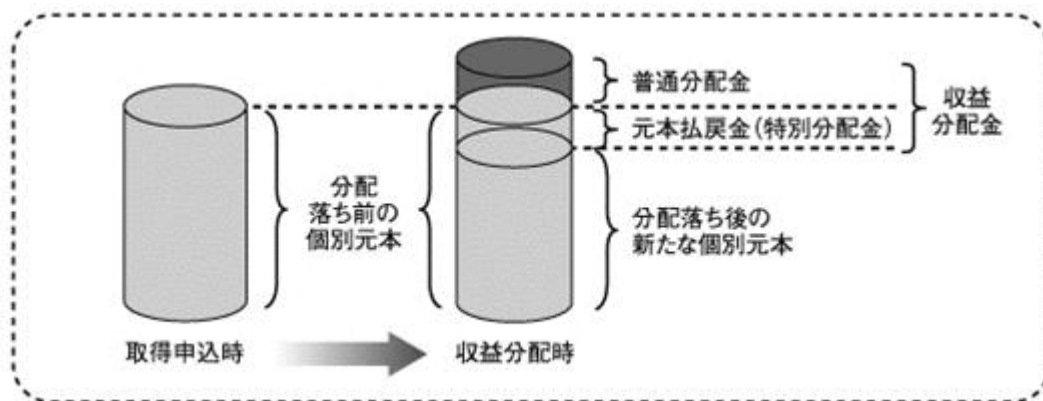 普通分配金
収益
分配金
元本払戻金(特別分配金)
分配
落ち前の
個別元本
分配落ち後の
新たな個別元本
取得申込時
収益分配時